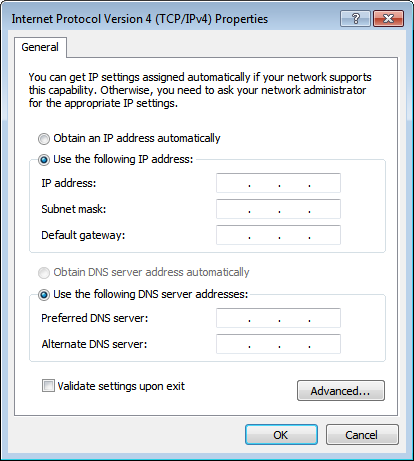 Internet Protocol Version 4 (TCP/IPv4) Properties
General
You can get IP settings assigned automatically if your network supports
this capability. Otherwise, you need to ask your network administrator
for the appropriate IP settings.
Obtain an IP address automatically
Use the following IP address:
IP address: . . .
Subnet mask: . . .
Default gateway: . . .
Obtain DNS server address automatically
Use the following DNS server addresses:
Preferred DNS server: . . .
Alternate DNS server: . . .
Validate settings upon exit
Advanced...
OK Cancel